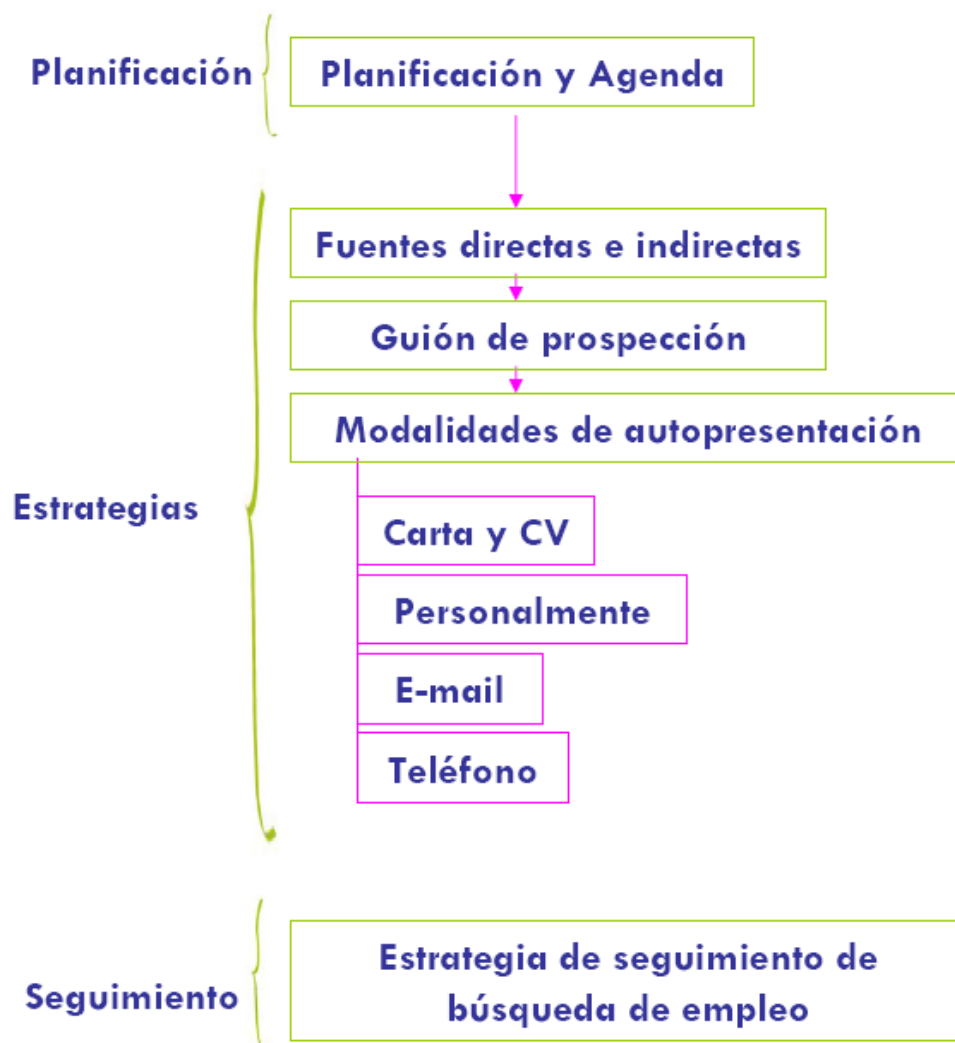 Planificación
Planificación y Agenda
Fuentes directas e indirectas
Guión de prospección
Modalidades de autopresentación
Estrategias
Carta y CV
Personalmente
E-mail
Teléfono
Seguimiento
Estrategia de seguimiento de
búsqueda de empleo